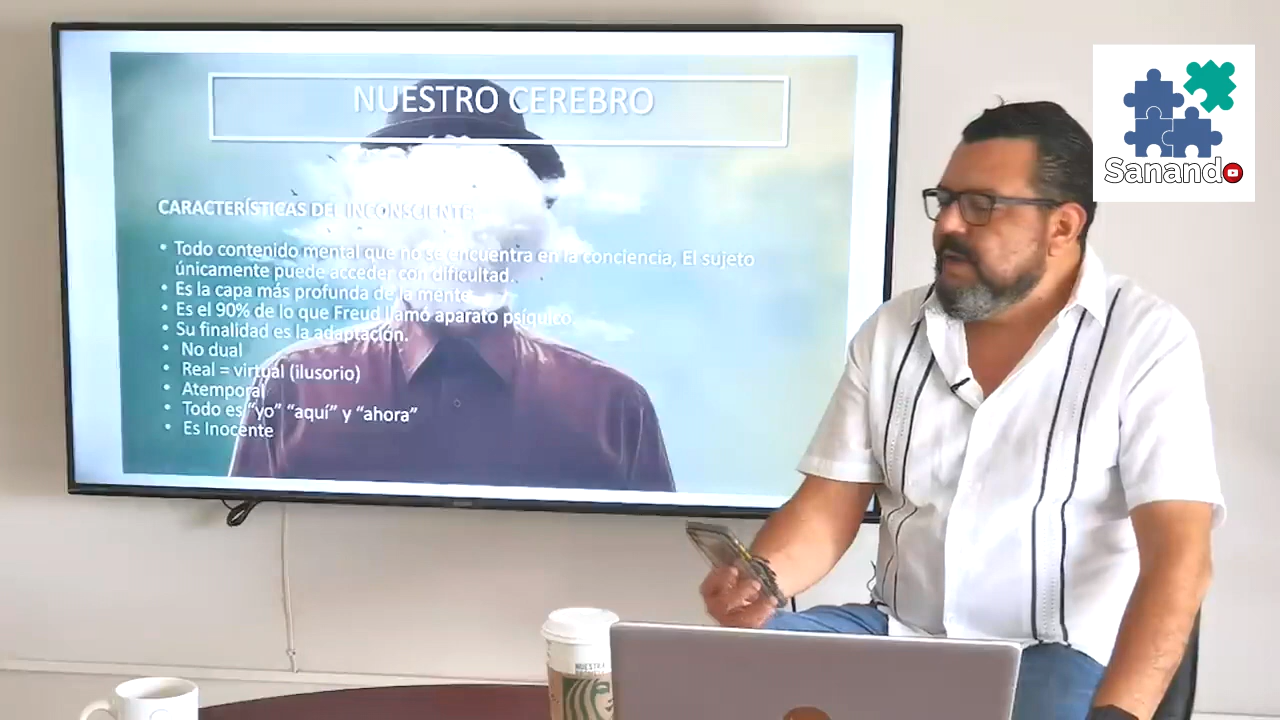 NUESTRO CEREBRO
CARACTERÍSTICAS DEL INCONSCIENTE
• Todo contenido mental que no se encuentra en la conciencia, El sujeto
únicamente puede acceder con dificultad.
• Es la capa más profunda de la mente.
• Es el 90% de lo que Freud llamó aparato psíquico.
• Su finalidad es la adaptación.
• No dual
• Real = virtual (ilusorio)
• Atemporal
• Todo es “yo” “aquí” y “ahora”
• Es Inocente
Sanando